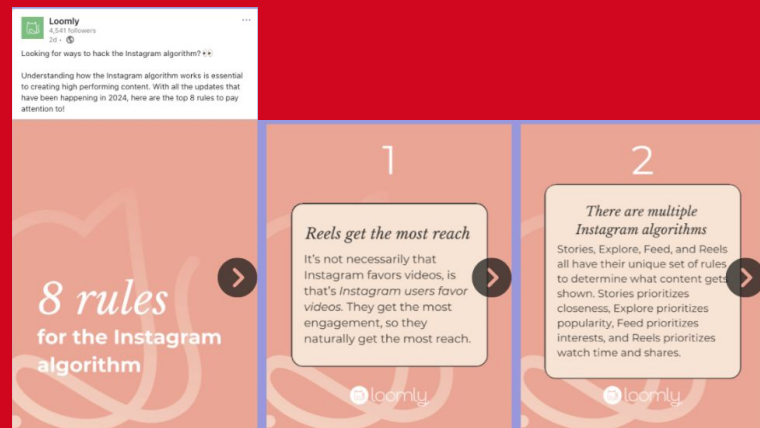 Loomly
4,541 followers
2d •
Looking for ways to hack the Instagram algorithm? 👀
Understanding how the Instagram algorithm works is essential
to creating high performing content. With all the updates that
have been happening in 2024, here are the top 8 rules to pay
attention to!
8 rules
for the Instagram
algorithm
1
Reels get the most reach
It's not necessarily that
Instagram favors videos, is
that's Instagram users favor
videos. They get the most
engagement, so they
naturally get the most reach.
loomly
2
There are multiple
Instagram algorithms
Stories, Explore, Feed, and Reels
all have their unique set of rules
to determine what content gets
shown. Stories prioritizes
closeness, Explore prioritizes
popularity, Feed prioritizes
interests, and Reels prioritizes
watch time and shares.
loomly